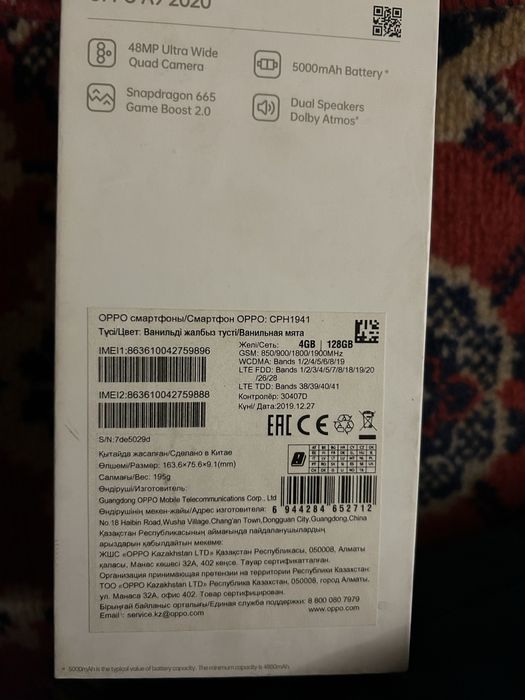 OPPO A9 2020
48MP Ultra Wide
Quad Camera
5000mAh Battery*
Snapdragon 665
Game Boost 2.0
Dual Speakers
Dolby Atmos®
OPPO смартфоны/Смартфон OPPO: CPH1941
Түсі/Цвет: Ванильді жалбыз түсті/Ванильная мята
IMEI1:863610042759896
IMEI2:863610042759888
S/N:7de5029d
Желі/Сеть: 4GB | 128GB
GSM: 850/900/1800/1900MHz
WCDMA: Bands 1/2/4/5/6/8/19
LTE FDD: Bands 1/2/3/4/5/7/8/18/19/20
/26/28
LTE TDD: Bands 38/39/40/41
Контролёр: 30407D
Күні/ Дата:2019.12.27
EAC CE
Қытайда жасалған/Сделано в Китае
Өлшемі/Размер: 163.6×75.6×9.1(mm)
Салмағы/Вес: 195g
Өндіруші/Изготовитель:
Guangdong OPPO Mobile Telecommunications Corp., Ltd
6 944284 652712
Өндірушінің мекен-жайы/Адрес изготовителя:
No.18 Haibin Road,Wusha Village,Chang'an Town,Dongguan City,Guangdong,China
Қазақстан Республикасының аймағында пайдаланушылардың
арыздарын қабылдайтын мекеме:
ЖШС «OPPO Kazakhstan LTD» Қазақстан Республикасы, 050008, Алматы
қаласы, Манас көшесі 32А, 402 кеңсе. Тауар сертификатталған.
Организация принимающая претензии на территории Республики Казахстан
ТОО «OPPO Kazakhstan LTD» Республика Казахстан, 050008, город Алматы,
ул. Манаса 32А, офис 402. Товар сертифицирован.
Бірыңғай байланыс орталығы/Единая служба поддержки: 8 800 080 7979
Email : service.kz@oppo.com www.oppo.com
* 5000mAh is the typical value of battery capacity. The minimum capacity is 4800mAh.